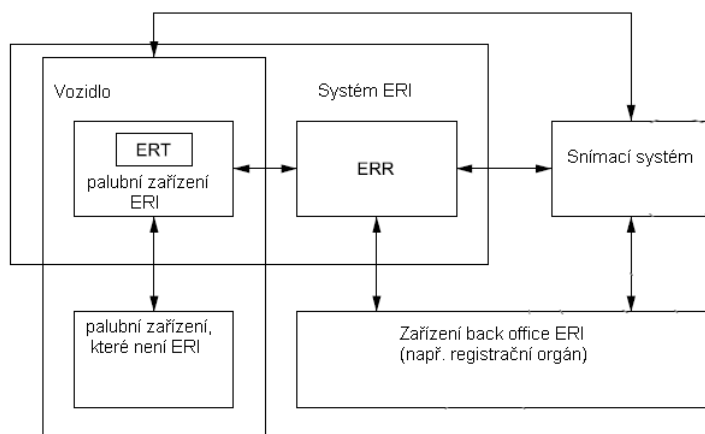 Vozidlo
Systém ERI
ERT
palubní zařízení
ERI
ERR
Snímací systém
palubní zařízení,
které není ERI
Zařízení back office ERI
(např. registrační orgán)